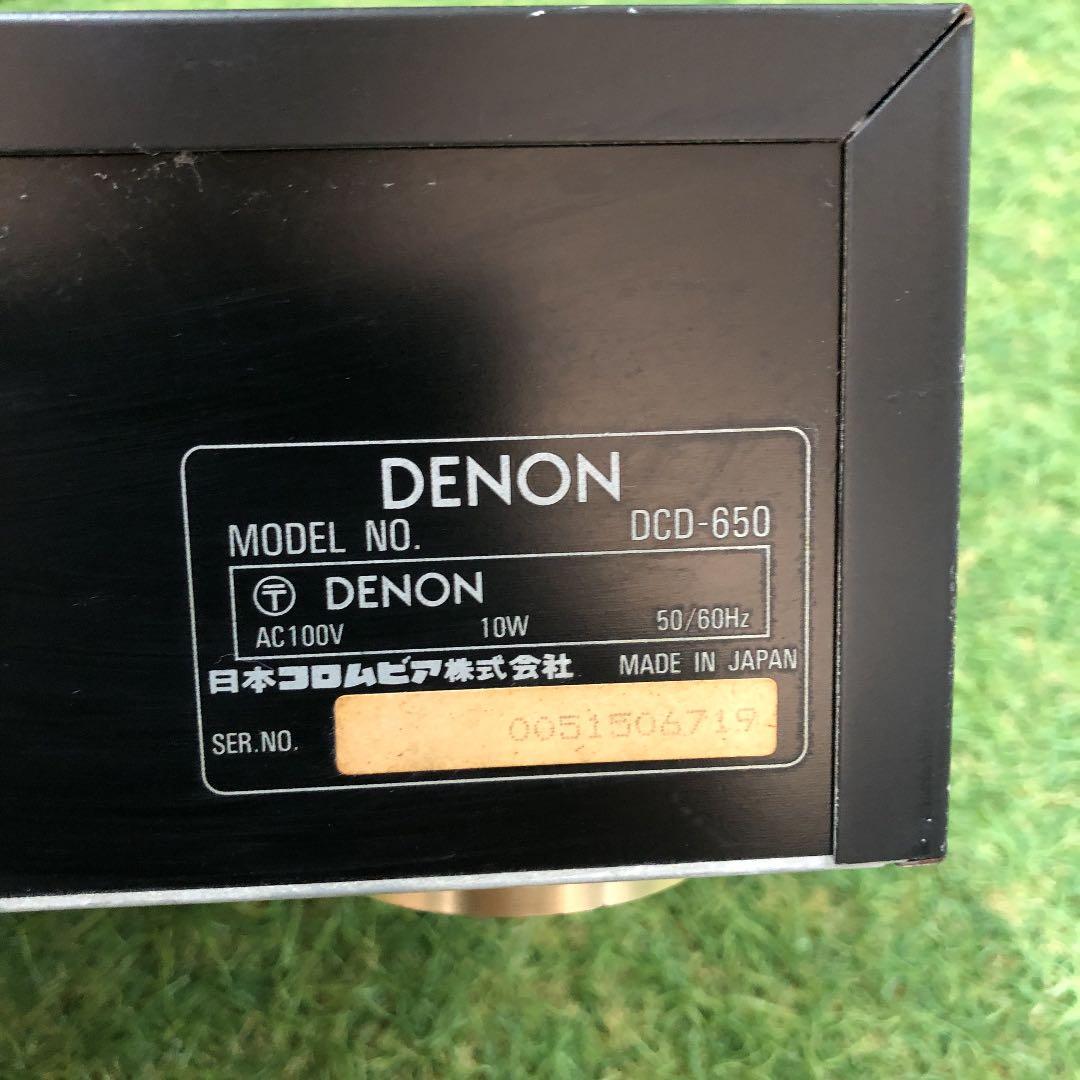 DENON
MODEL NO. DCD-650
〒 DENON
AC100V 10W 50/60Hz
日本コロムビア株式会社 MADE IN JAPAN
SER.NO. 0051506719